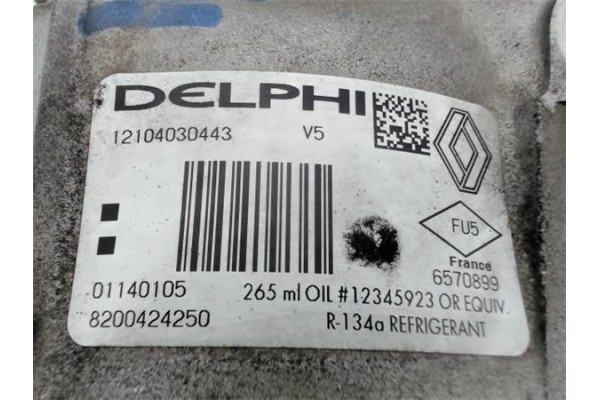 DELPHI
12104030443 V5
FU5
France
6570899
01140105 265 ml OIL #12345923 OR EQUIV.
8200424250 R-134a REFRIGERANT